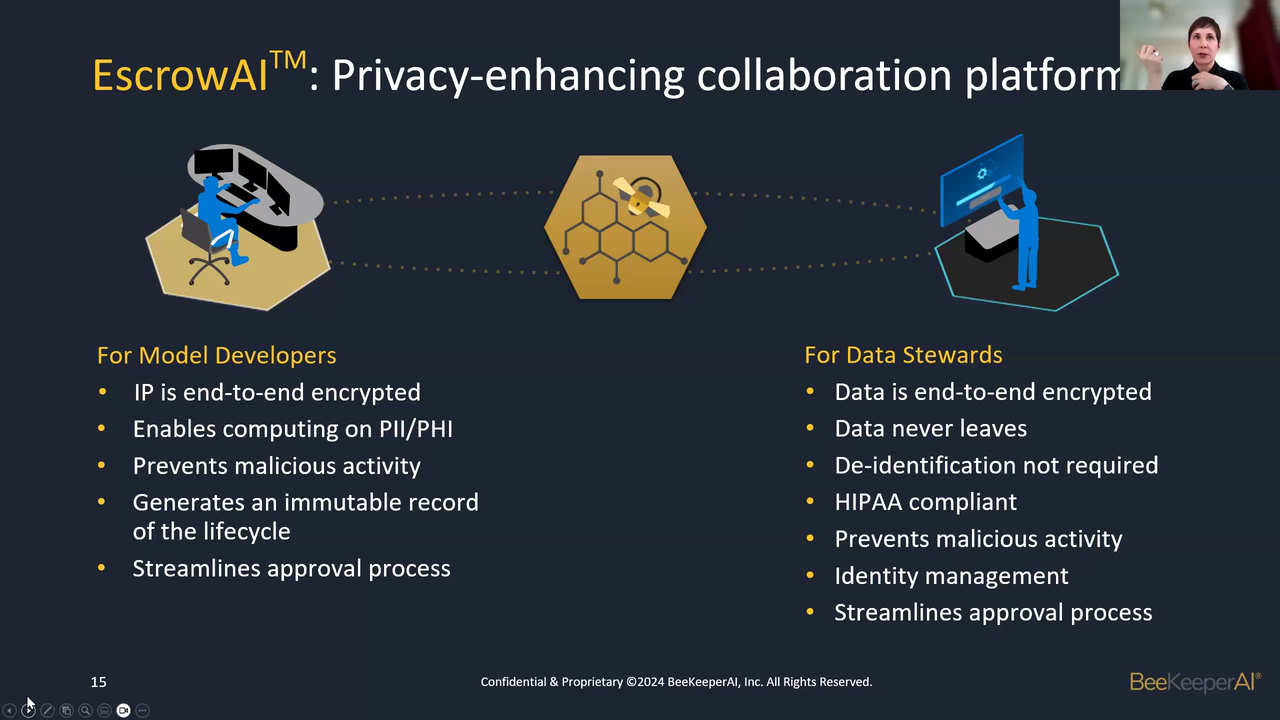 EscrowAI™: Privacy-enhancing collaboration platform
For Model Developers
• IP is end-to-end encrypted
• Enables computing on PII/PHI
• Prevents malicious activity
• Generates an immutable record
of the lifecycle
• Streamlines approval process
For Data Stewards
• Data is end-to-end encrypted
• Data never leaves
• De-identification not required
• HIPAA compliant
• Prevents malicious activity
• Identity management
• Streamlines approval process
15
Confidential & Proprietary ©2024 BeeKeeperAI, Inc. All Rights Reserved.
BeeKeeperAI®